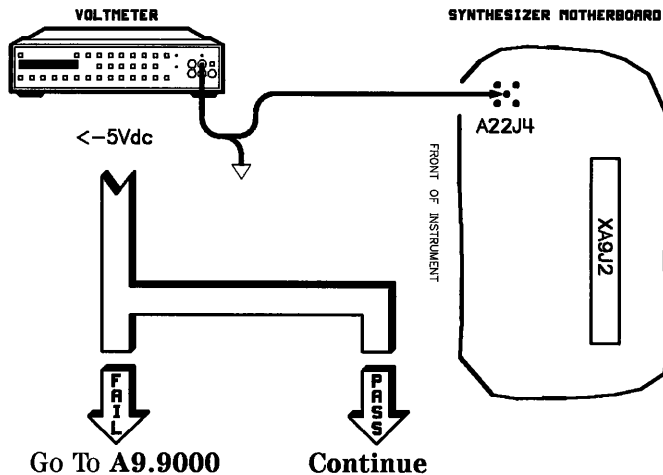 VOLTMETER
SYNTHESIZER MOTHERBOARD
A22J4
<-5Vdc
FRONT OF INSTRUMENT
XA9J2
FAIL
PASS
Go To A9.9000
Continue